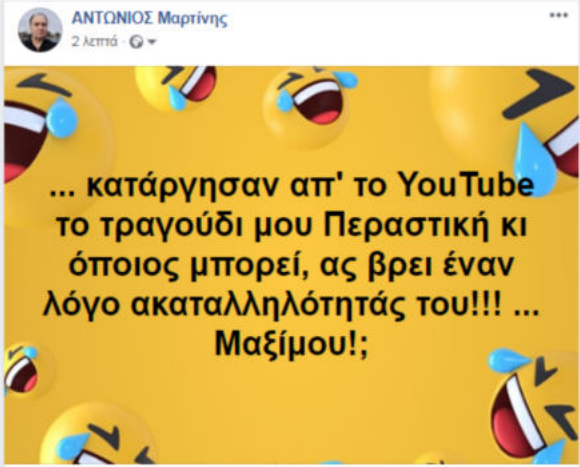 ΑΝΤΩΝΙΟΣ Μαρτίνης
2 λεπτά ·
... κατάργησαν απ' το YouTube
το τραγούδι μου Περαστική κι
όποιος μπορεί, ας βρει έναν
λόγο ακαταλληλότητάς του!!! ...
Μαξίμου!;